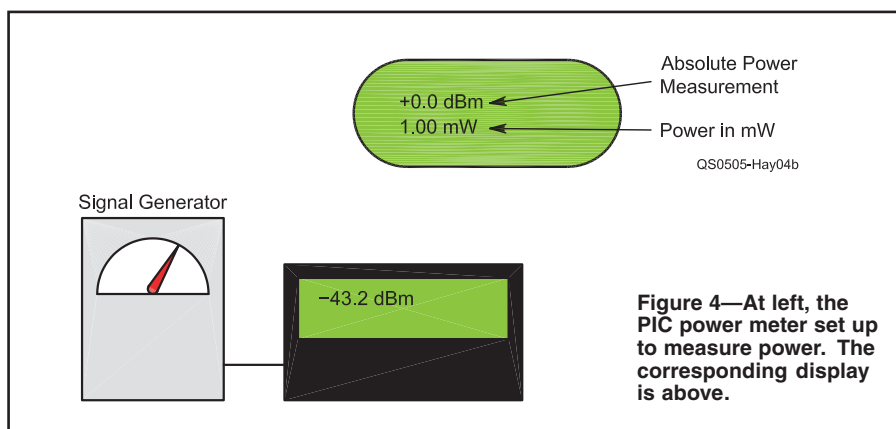 Absolute Power
Measurement
+0.0 dBm
1.00 mW
Power in mW
QS0505-Hay04b
Signal Generator
−43.2 dBm
Figure 4—At left, the
PIC power meter set up
to measure power. The
corresponding display
is above.